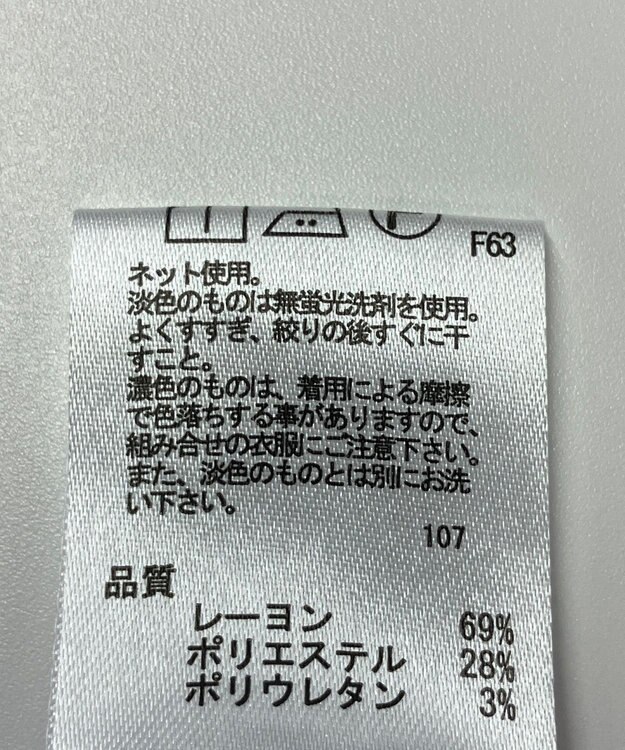 F63
ネット使用。
淡色のものは無蛍光洗剤を使用。
よくすすぎ、絞りの後すぐに干
すこと。
濃色のものは、着用による摩擦
で色落ちする事がありますので、
組み合せの衣服にご注意下さい。
また、淡色のものとは別にお洗
い下さい。
107
品質
レーヨン 69%
ポリエステル 28%
ポリウレタン 3%